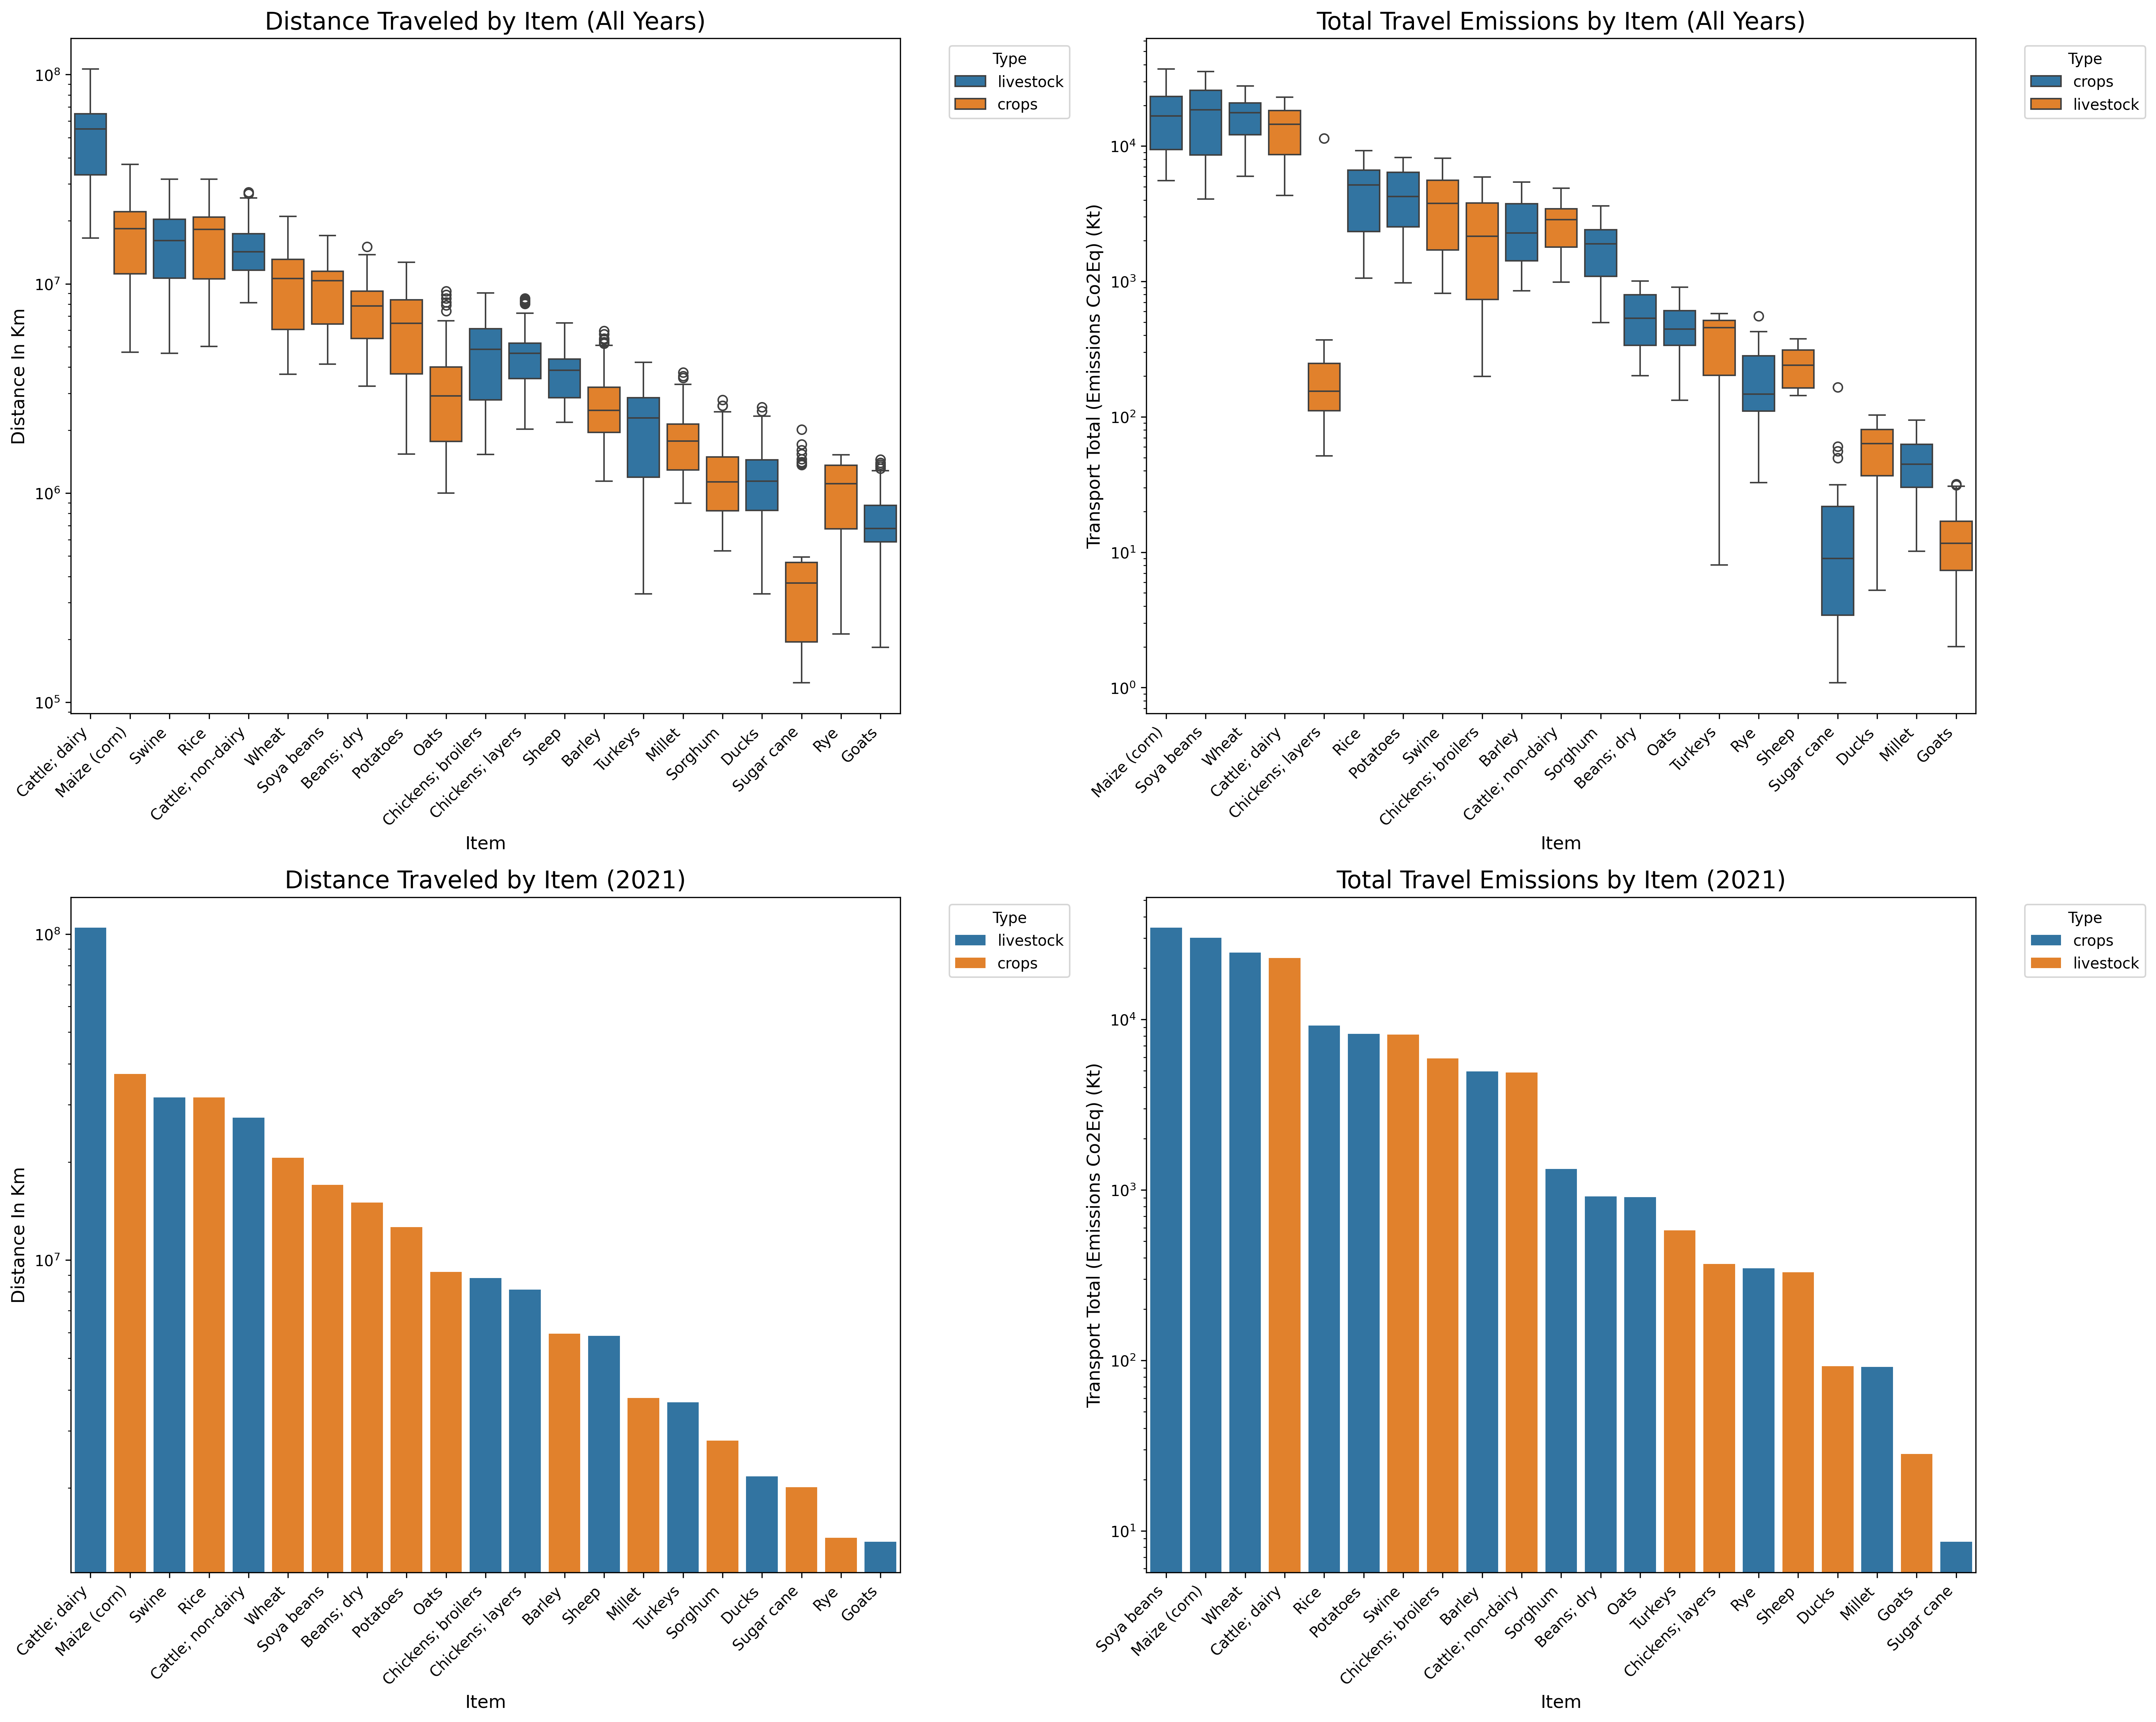 Distance Traveled by Item (All Years)
Distance In Km
10⁸
10⁷
10⁶
10⁵
Type
livestock
crops
Cattle; dairy
Maize (corn)
Swine
Rice
Cattle; non-dairy
Wheat
Soya beans
Beans; dry
Potatoes
Oats
Chickens; broilers
Chickens; layers
Sheep
Barley
Turkeys
Millet
Sorghum
Ducks
Sugar cane
Rye
Goats
Item
Total Travel Emissions by Item (All Years)
Transport Total (Emissions Co2Eq) (Kt)
10⁴
10³
10²
10¹
10⁰
Type
crops
livestock
Maize (corn)
Soya beans
Wheat
Cattle; dairy
Chickens; layers
Rice
Potatoes
Swine
Chickens; broilers
Barley
Cattle; non-dairy
Sorghum
Beans; dry
Oats
Turkeys
Rye
Sheep
Sugar cane
Ducks
Millet
Goats
Item
Distance Traveled by Item (2021)
Distance In Km
10⁸
10⁷
Type
livestock
crops
Cattle; dairy
Maize (corn)
Swine
Rice
Cattle; non-dairy
Wheat
Soya beans
Beans; dry
Potatoes
Oats
Chickens; broilers
Chickens; layers
Barley
Sheep
Millet
Turkeys
Sorghum
Ducks
Sugar cane
Rye
Goats
Item
Total Travel Emissions by Item (2021)
Transport Total (Emissions Co2Eq) (Kt)
10⁴
10³
10²
10¹
Type
crops
livestock
Soya beans
Maize (corn)
Wheat
Cattle; dairy
Rice
Potatoes
Swine
Chickens; broilers
Barley
Cattle; non-dairy
Sorghum
Beans; dry
Oats
Turkeys
Chickens; layers
Rye
Sheep
Ducks
Millet
Goats
Sugar cane
Item